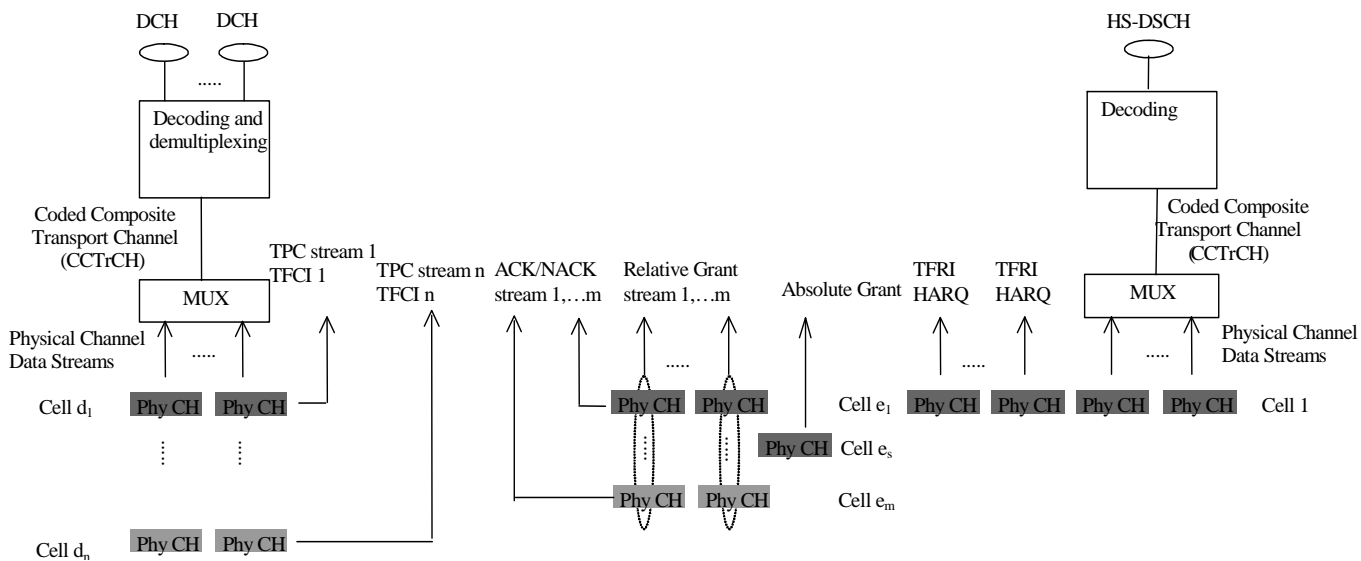 DCH
DCH
HS-DSCH
.....
Decoding and
demultiplexing
Decoding
Coded Composite
Transport Channel
(CCTrCH)
Coded Composite
Transport Channel
(CCTrCH)
TPC stream 1
TFCI 1
TPC stream n
TFCI n
ACK/NACK
stream 1,…m
Relative Grant
stream 1,…m
Absolute Grant
TFRI
HARQ
TFRI
HARQ
MUX
MUX
Physical Channel
Data Streams
.....
.....
.....
.....
Physical Channel
Data Streams
Cell d1
Phy CH
Phy CH
Phy CH
Phy CH
Cell e1
Phy CH
Phy CH
Phy CH
Phy CH
Cell 1
Phy CH
Cell es
Phy CH
Phy CH
Cell em
Cell dn
Phy CH
Phy CH